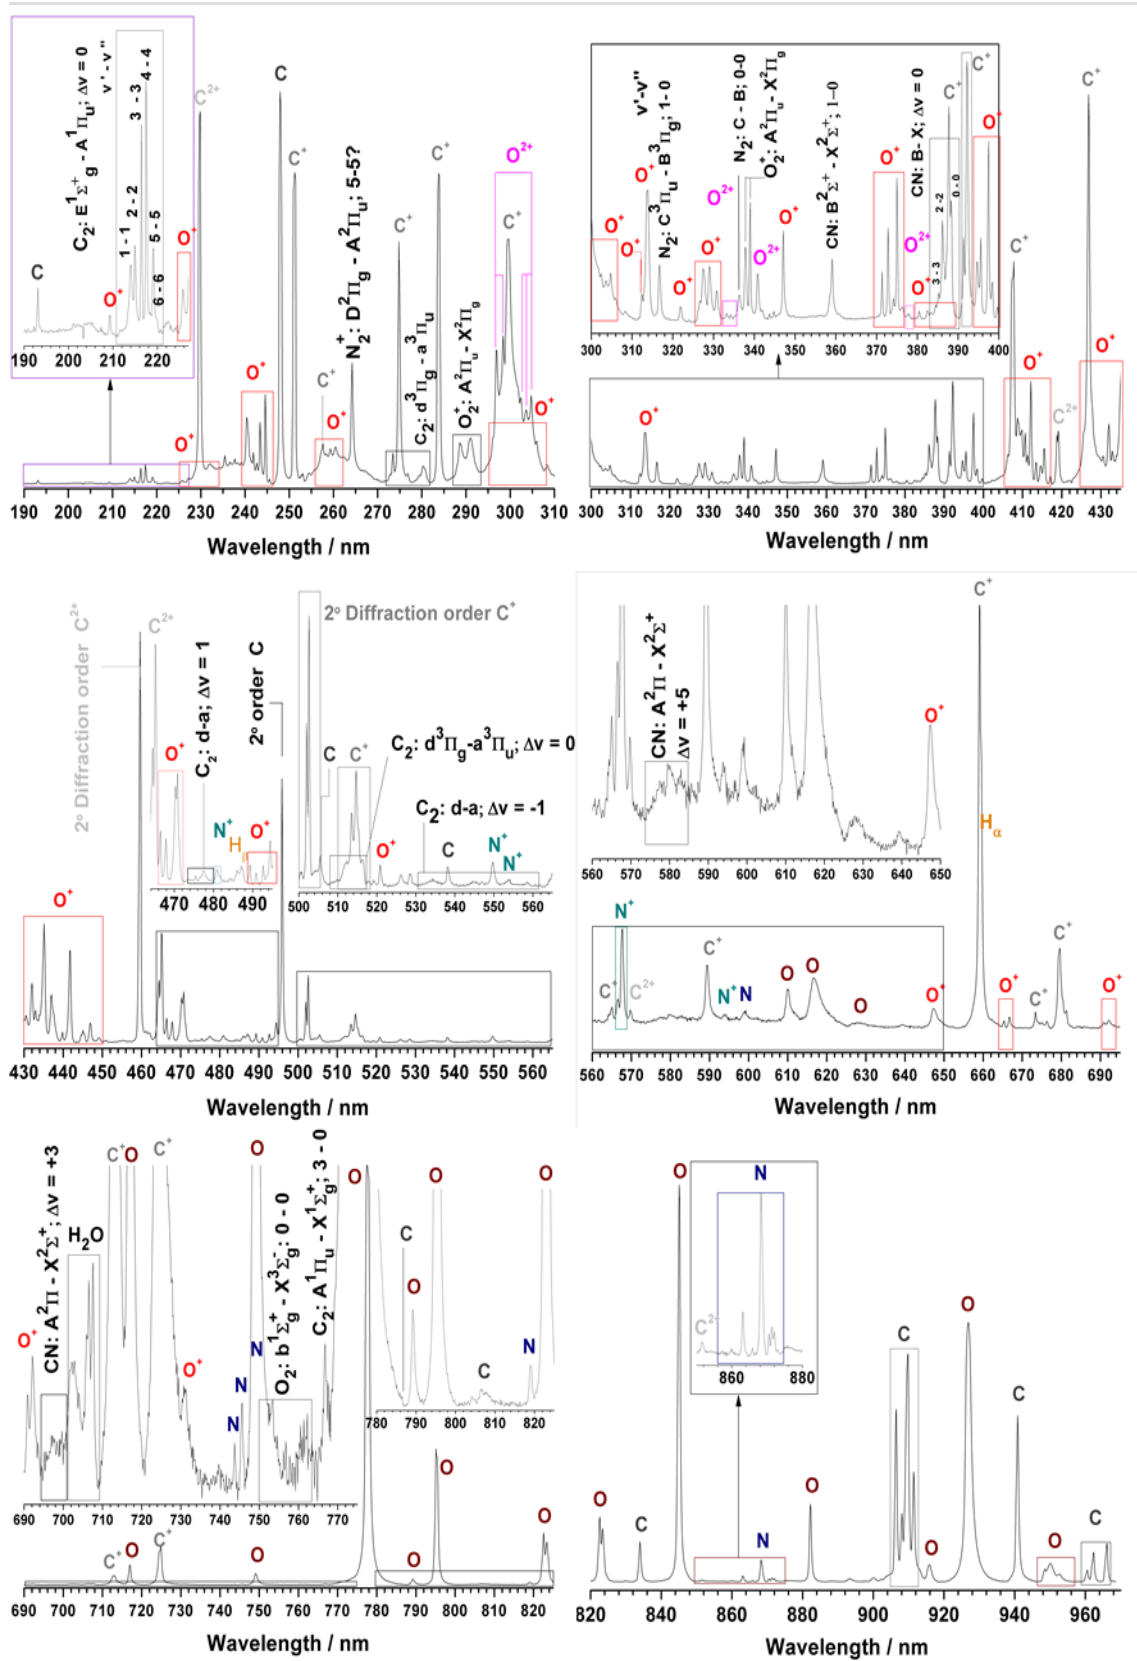 C₂: E¹Σ⁺g - A¹Πu; Δv = 0
v' - v''
1 - 1
2 - 2
3 - 3
4 - 4
5 - 5
6 - 6
C
O⁺
O⁺
190 200 210 220
C²⁺
C
C⁺
O⁺
O⁺
C⁺
O⁺
N₂⁺: D²Πg - A²Πu; 5-5?
C⁺
C₂: d³Πg - a³Πu
C⁺
O₂⁺: A²Πu - X²Πg
O²⁺
C⁺
O⁺
190 200 210 220 230 240 250 260 270 280 290 300 310
Wavelength / nm
v'-v''
O⁺
O⁺
O⁺
N₂: C³Πu - B³Πg; 1 - 0
O⁺
O⁺
O²⁺
N₂: C - B; 0-0
O₂⁺: A²Πu - X²Πg
O²⁺
O⁺
CN: B²Σ⁺ - X²Σ⁺; 1-0
O⁺
O²⁺
O⁺
CN: B- X; Δv = 0
3 - 3
2 - 2
0 - 0
C⁺
C⁺
O⁺
300 310 320 330 340 350 360 370 380 390 400
O⁺
C⁺
O⁺
C²⁺
C⁺
O⁺
300 310 320 330 340 350 360 370 380 390 400 410 420 430
Wavelength / nm
2º Diffraction order C²⁺
C²⁺
O⁺
C₂: d-a; Δv = 1
N⁺
Hβ
O⁺
470 480 490
2º order C
2º Diffraction order C⁺
C
C⁺
C₂: d³Πg-a³Πu; Δv = 0
C₂: d-a; Δv = -1
O⁺
C
N⁺
N⁺
500 510 520 530 540 550 560
O⁺
430 440 450 460 470 480 490 500 510 520 530 540 550 560
Wavelength / nm
CN: A²Π - X²Σ⁺
Δv = +5
O⁺
560 570 580 590 600 610 620 630 640 650
C⁺
Hα
N⁺
C⁺
C²⁺
C⁺
N⁺
N
O
O
O
O⁺
O⁺
C⁺
C⁺
O⁺
560 570 580 590 600 610 620 630 640 650 660 670 680 690
Wavelength / nm
O⁺
CN: A²Π - X²Σ⁺; Δv = +3
H₂O
C⁺
O
C⁺
O⁺
N
N
N
O
O₂: b¹Σ⁺g - X³Σ⁻g; 0 - 0
C₂: A¹Πu - X¹Σ⁺g; 3 - 0
690 700 710 720 730 740 750 760 770
O
C
O
O
C
N
O
780 790 800 810 820
C⁺
O
C⁺
O
O
O
O
690 700 710 720 730 740 750 760 770 780 790 800 810 820
Wavelength / nm
C²⁺
N
860 880
O
C
O
N
O
C
O
O
C
O
C
820 840 860 880 900 920 940 960
Wavelength / nm